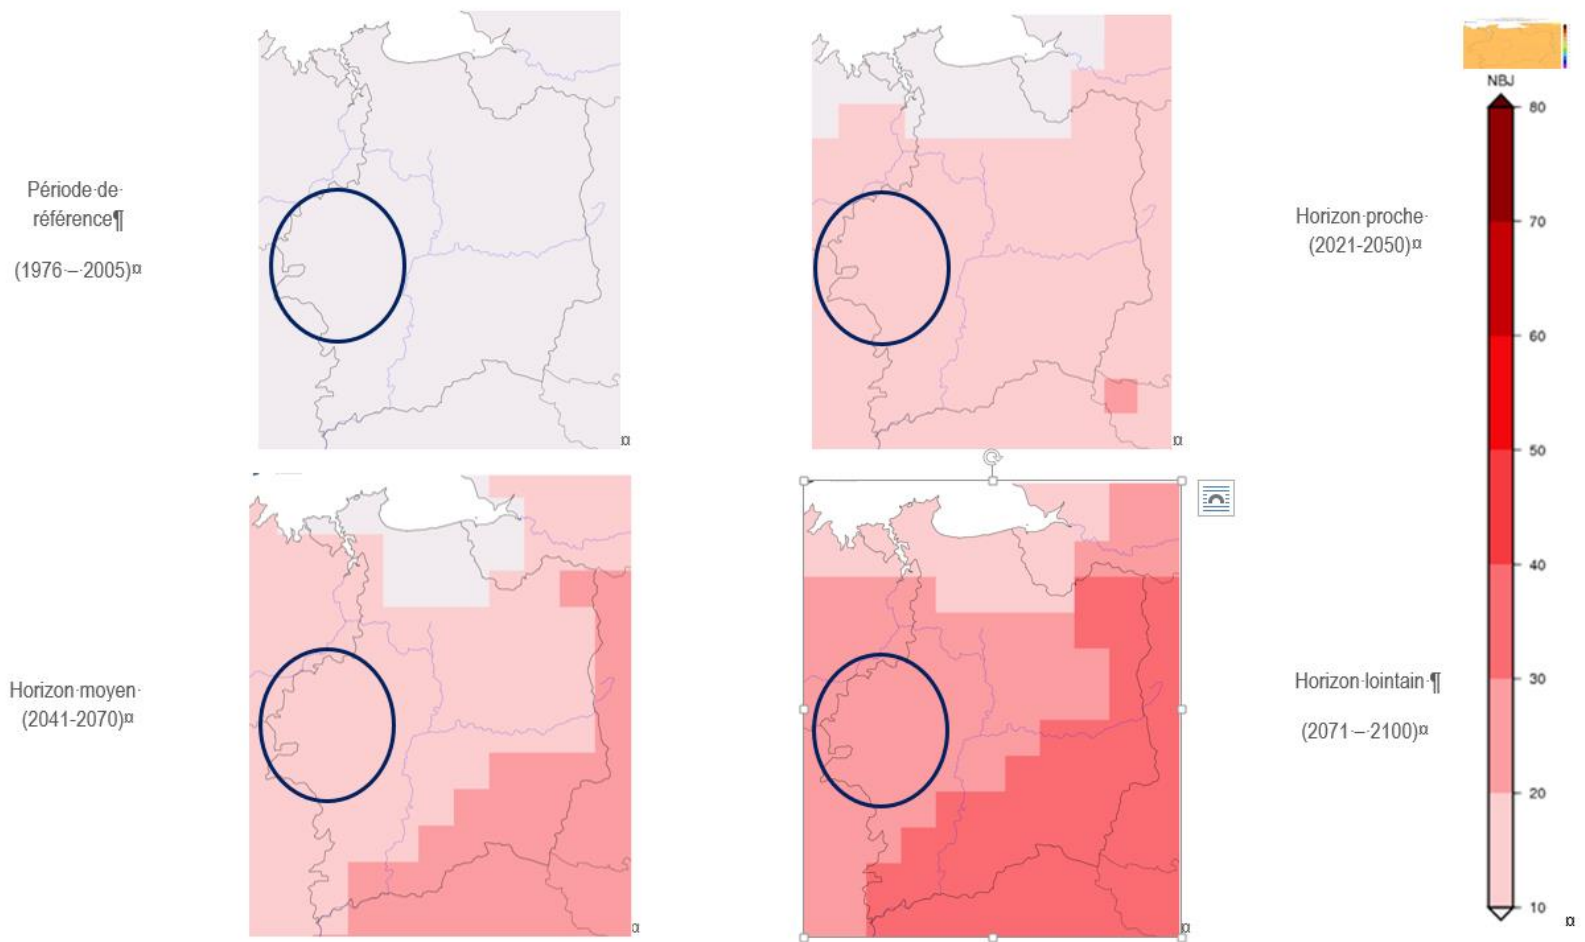 Période·de·
référence¶
(1976·–·2005)¤
¤
¤
Horizon·proche·
(2021-2050)¤
NBJ
80
70
60
50
40
30
20
10
¤
Horizon·moyen·
(2041-2070)¤
¤
¤
Horizon·lointain·¶
(2071·–·2100)¤